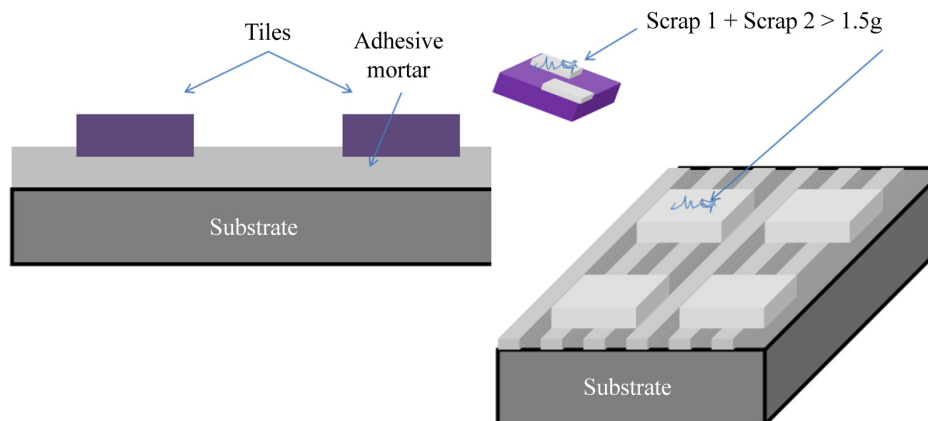 Tiles
Adhesive
mortar
Substrate
Scrap 1 + Scrap 2 > 1.5g
Substrate